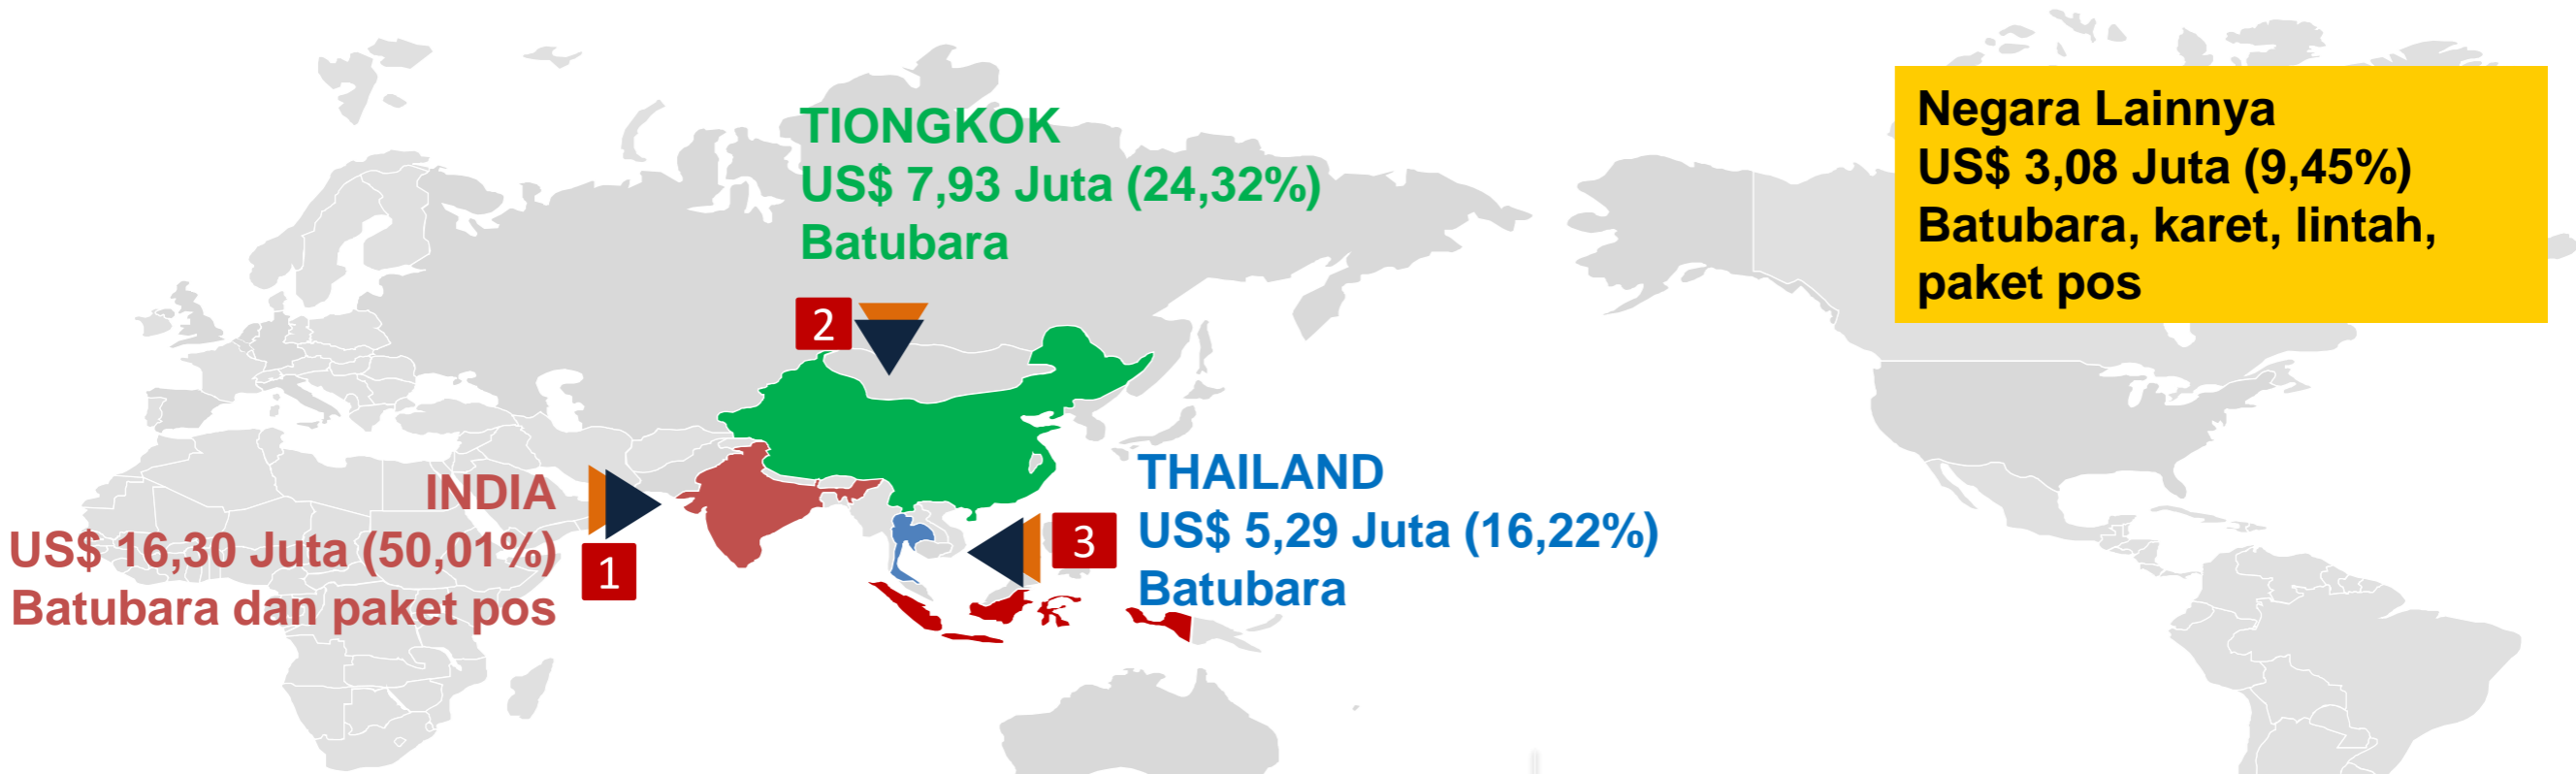 TIONGKOK
US$ 7,93 Juta (24,32%)
Batubara
2
Negara Lainnya
US$ 3,08 Juta (9,45%)
Batubara, karet, lintah,
paket pos
INDIA
US$ 16,30 Juta (50,01%)
Batubara dan paket pos
1
3
THAILAND
US$ 5,29 Juta (16,22%)
Batubara